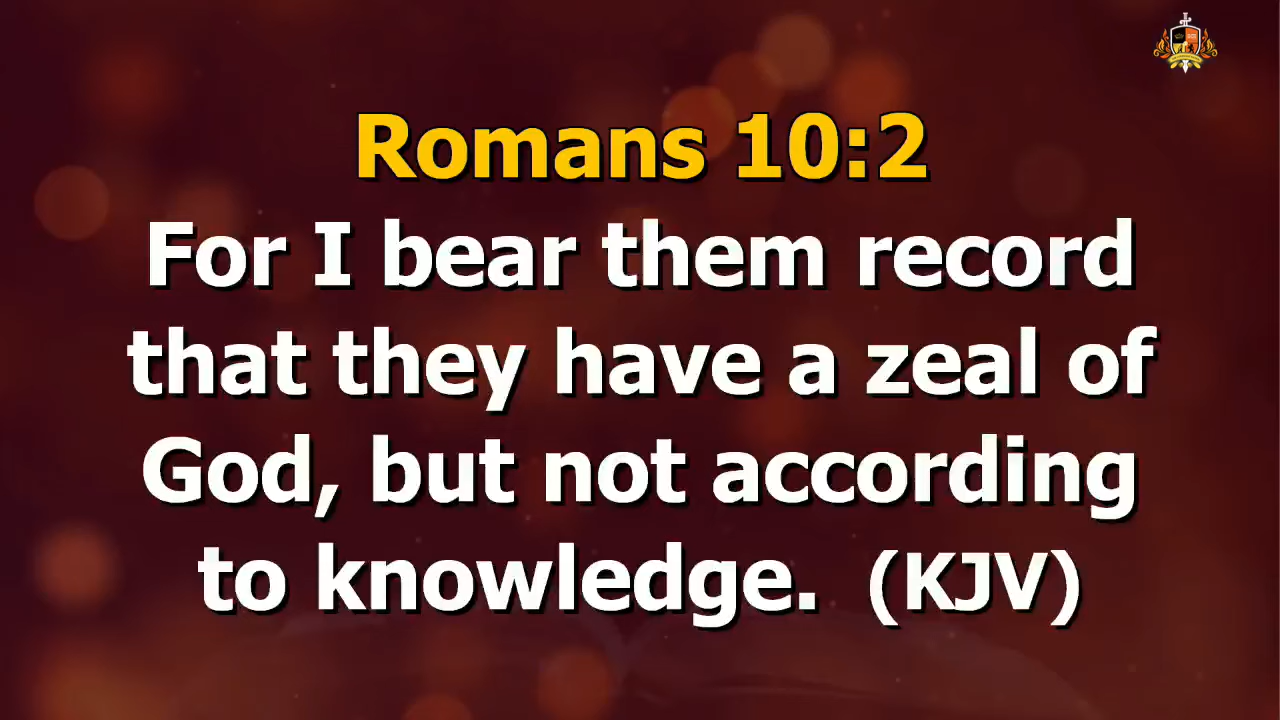 Romans 10:2
For I bear them record
that they have a zeal of
God, but not according
to knowledge. (KJV)